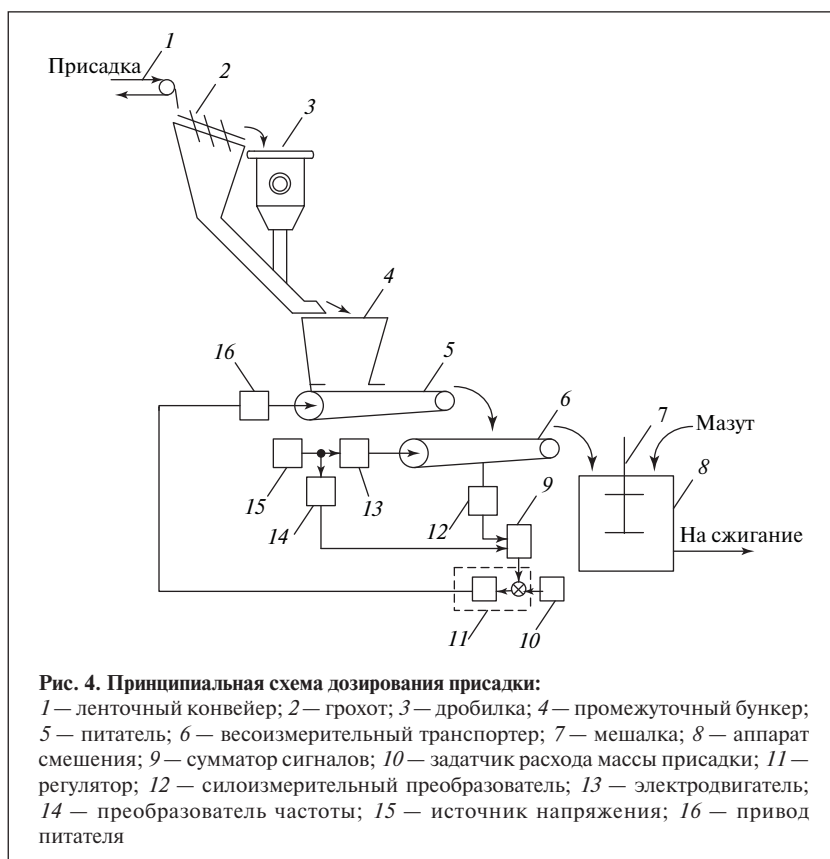 1
Присадка
2
3
4
16
5
6
7
Мазут
8
9
15
13
12
14
На сжигание
11
10
Рис. 4. Принципиальная схема дозирования присадки:
1 — ленточный конвейер; 2 — грохот; 3 — дробилка; 4 — промежуточный бункер;
5 — питатель; 6 — весоизмерительный транспортер; 7 — мешалка; 8 — аппарат
смешения; 9 — сумматор сигналов; 10 — задатчик расхода массы присадки; 11 —
регулятор; 12 — силоизмерительный преобразователь; 13 — электродвигатель;
14 — преобразователь частоты; 15 — источник напряжения; 16 — привод
питателя